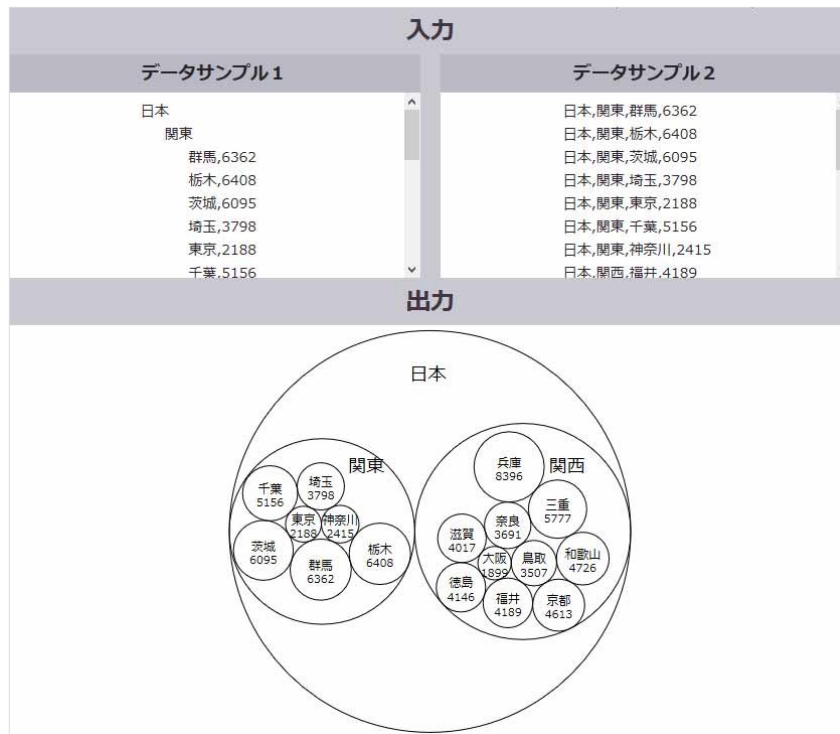 入力
データサンプル1
日本
関東
群馬,6362
栃木,6408
茨城,6095
埼玉,3798
東京,2188
千葉,5156
データサンプル2
日本,関東,群馬,6362
日本,関東,栃木,6408
日本,関東,茨城,6095
日本,関東,埼玉,3798
日本,関東,東京,2188
日本,関東,千葉,5156
日本,関東,神奈川,2415
日本,関西,福井,4189
出力
日本
関東
千葉
5156
埼玉
3798
東京
2188
神奈川
2415
茨城
6095
群馬
6362
栃木
6408
関西
兵庫
8396
三重
5777
奈良
3691
滋賀
4017
大阪
1899
鳥取
3507
和歌山
4726
徳島
4146
福井
4189
京都
4613